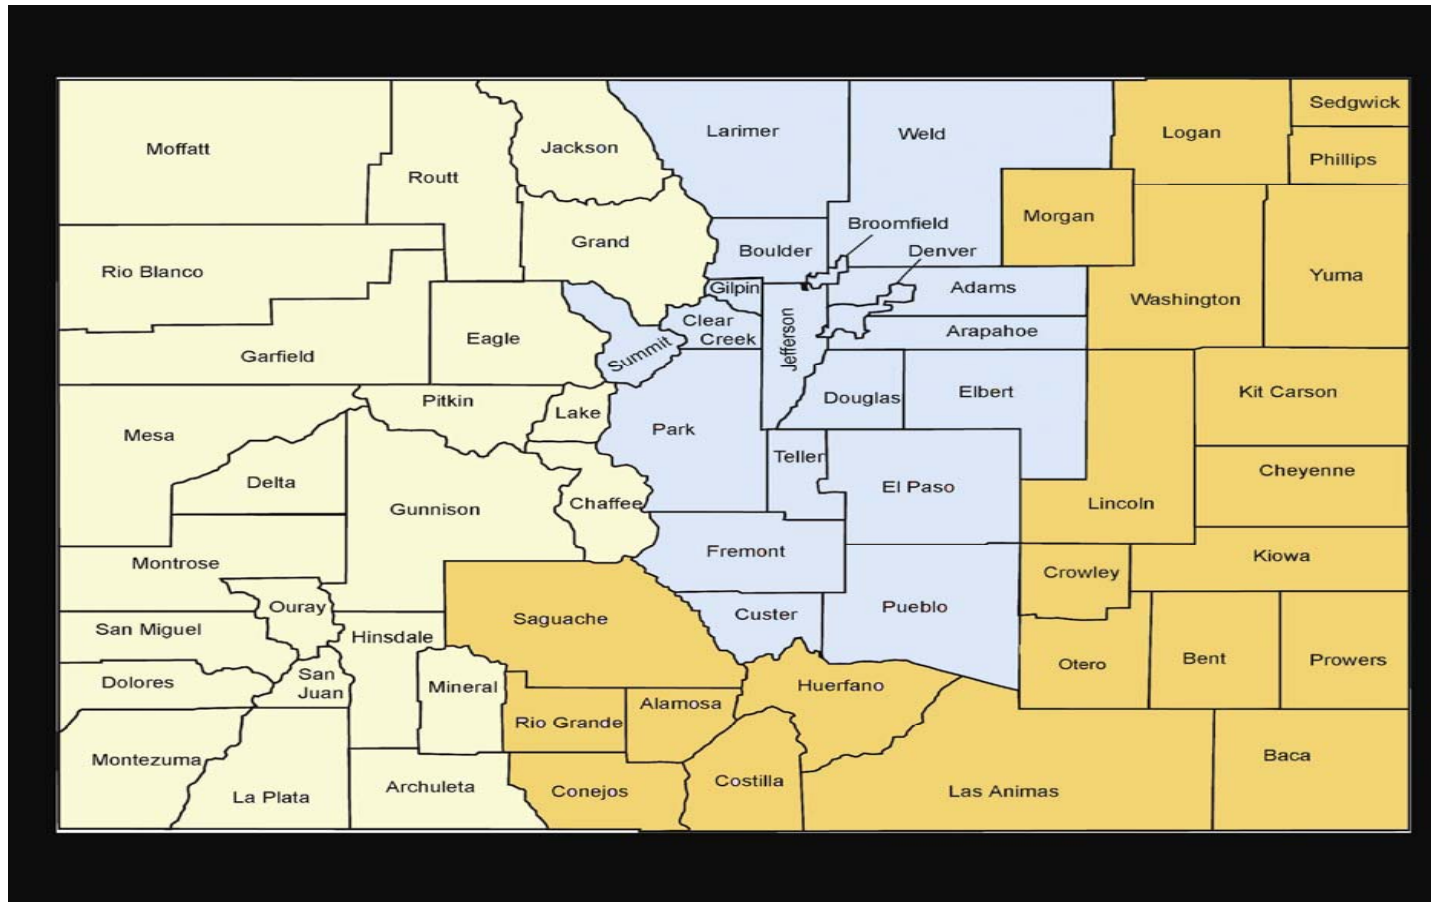 Sedgwick
Larimer
Weld
Logan
Moffatt
Jackson
Phillips
Routt
Morgan
Broomfield
Grand
Boulder
Denver
Rio Blanco
Yuma
Gilpin
Adams
Washington
Clear
Creek
Eagle
Summit
Jefferson
Arapahoe
Garfield
Pitkin
Lake
Douglas
Elbert
Kit Carson
Mesa
Park
Teller
Delta
Cheyenne
El Paso
Gunnison
Chaffee
Lincoln
Montrose
Fremont
Kiowa
Crowley
Ouray
Saguache
Custer
Pueblo
San Miguel
Hinsdale
Otero
Bent
Prowers
Dolores
San
Juan
Mineral
Huerfano
Alamosa
Rio Grande
Montezuma
Baca
La Plata
Archuleta
Conejos
Costilla
Las Animas